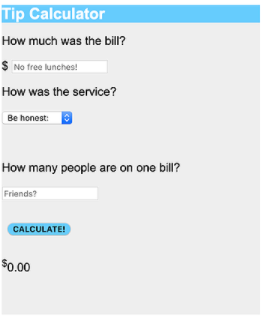 Tip Calculator
How much was the bill?
$ No free lunches!
How was the service?
Be honest:
How many people are on one bill?
Friends?
CALCULATE!
$0.00